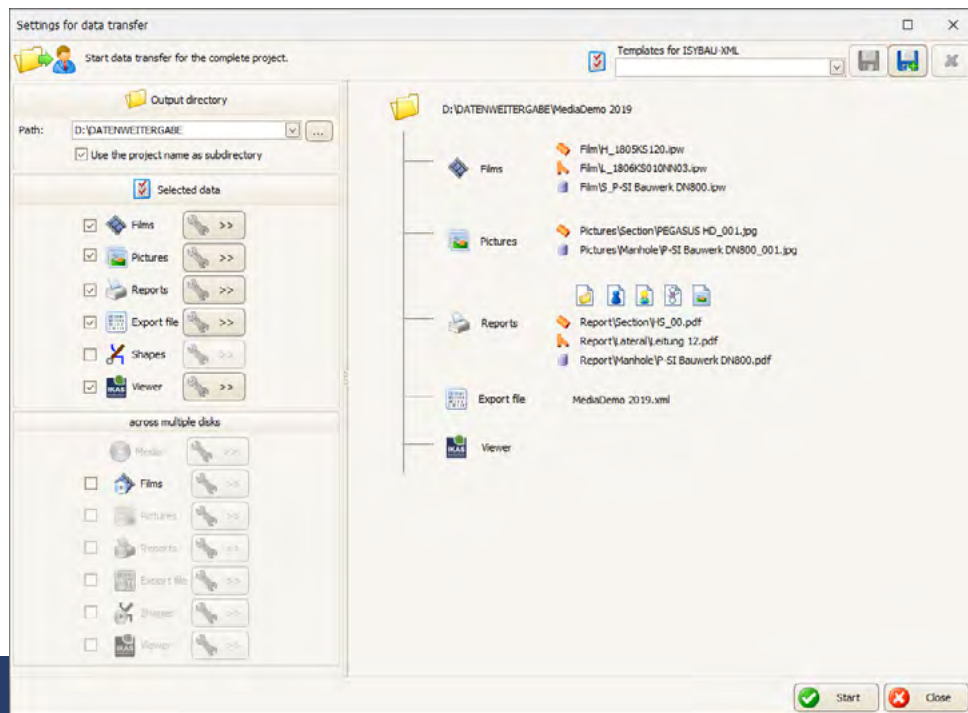 Settings for data transfer
Start data transfer for the complete project.
Templates for ISYBAU-XML
Output directory
Path:
D:\DATENWEITERGABE
...
Use the project name as subdirectory
Selected data
Films >>
Pictures >>
Reports >>
Export file >>
Shapes >>
IKAS Viewer >>
across multiple disks
Media >>
Films >>
Pictures >>
Reports >>
Export file >>
Shapes >>
IKAS Viewer >>
D:\DATENWEITERGABE\MediaDemo 2019
Films
Film\H_1805KS120.ipw
Film\L_1806KS010NN03.ipw
Film\S_P-SI Bauwerk DN800.ipw
Pictures
Pictures\Section\PEGASUS HD_001.jpg
Pictures\Manhole\P-SI Bauwerk DN800_001.jpg
Reports
Report\Section\HS_00.pdf
Report\Lateral\Leitung 12.pdf
Report\Manhole\P-SI Bauwerk DN800.pdf
Export file
MediaDemo 2019.xml
IKAS Viewer
Start
Close